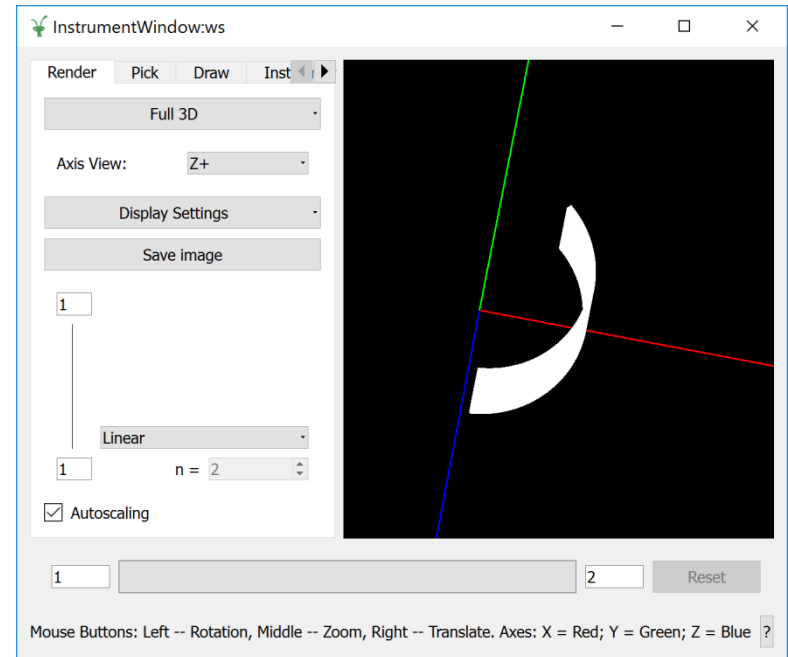 InstrumentWindow:ws
Render Pick Draw
Full 3D
Axis View: Z+
Display Settings
Save image
1
Linear
1 n = 2
Autoscaling
1 2 Reset
Mouse Buttons: Left -- Rotation, Middle -- Zoom, Right -- Translate. Axes: X = Red; Y = Green; Z = Blue ?